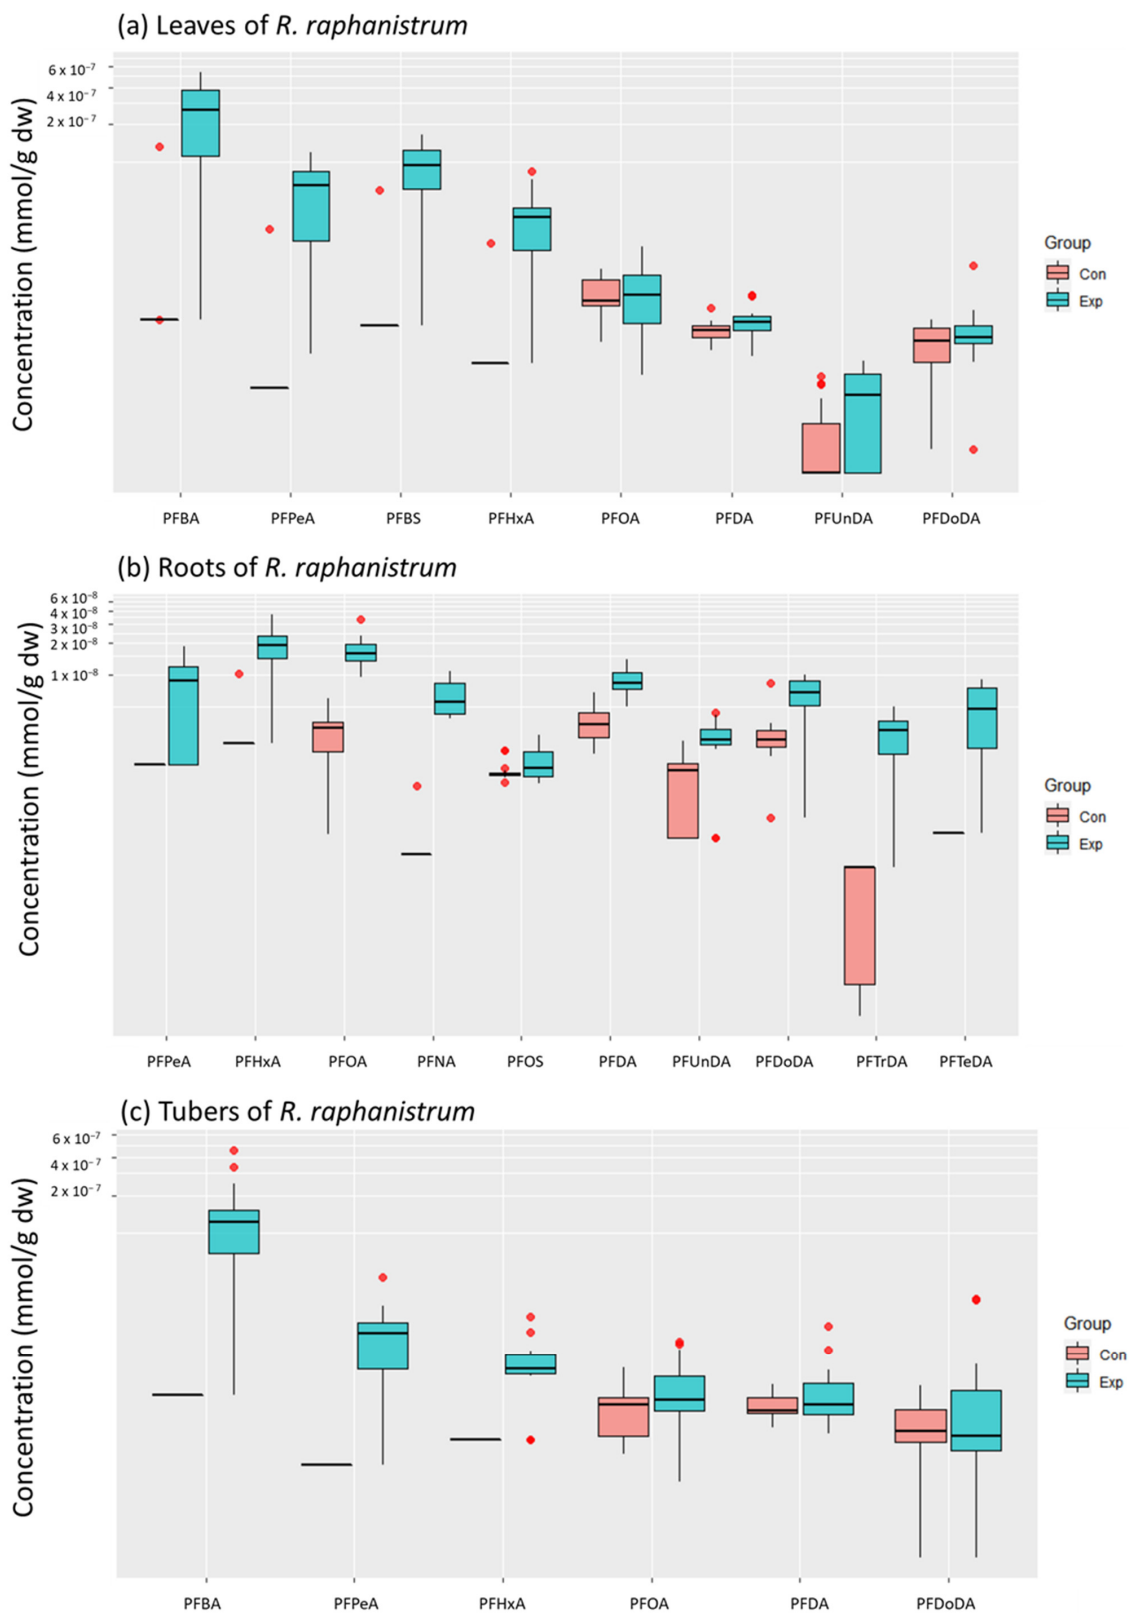 (a) Leaves of R. raphanistrum
6 x 10⁻⁷
4 x 10⁻⁷
2 x 10⁻⁷
Concentration (mmol/g dw)
PFBA PFPeA PFBS PFHxA PFOA PFDA PFUnDA PFDoDA
Group
Con
Exp
(b) Roots of R. raphanistrum
6 x 10⁻⁸
4 x 10⁻⁸
3 x 10⁻⁸
2 x 10⁻⁸
1 x 10⁻⁸
Concentration (mmol/g dw)
PFPeA PFHxA PFOA PFNA PFOS PFDA PFUnDA PFDoDA PFTrDA PFTeDA
Group
Con
Exp
(c) Tubers of R. raphanistrum
6 x 10⁻⁷
4 x 10⁻⁷
2 x 10⁻⁷
Concentration (mmol/g dw)
PFBA PFPeA PFHxA PFOA PFDA PFDoDA
Group
Con
Exp